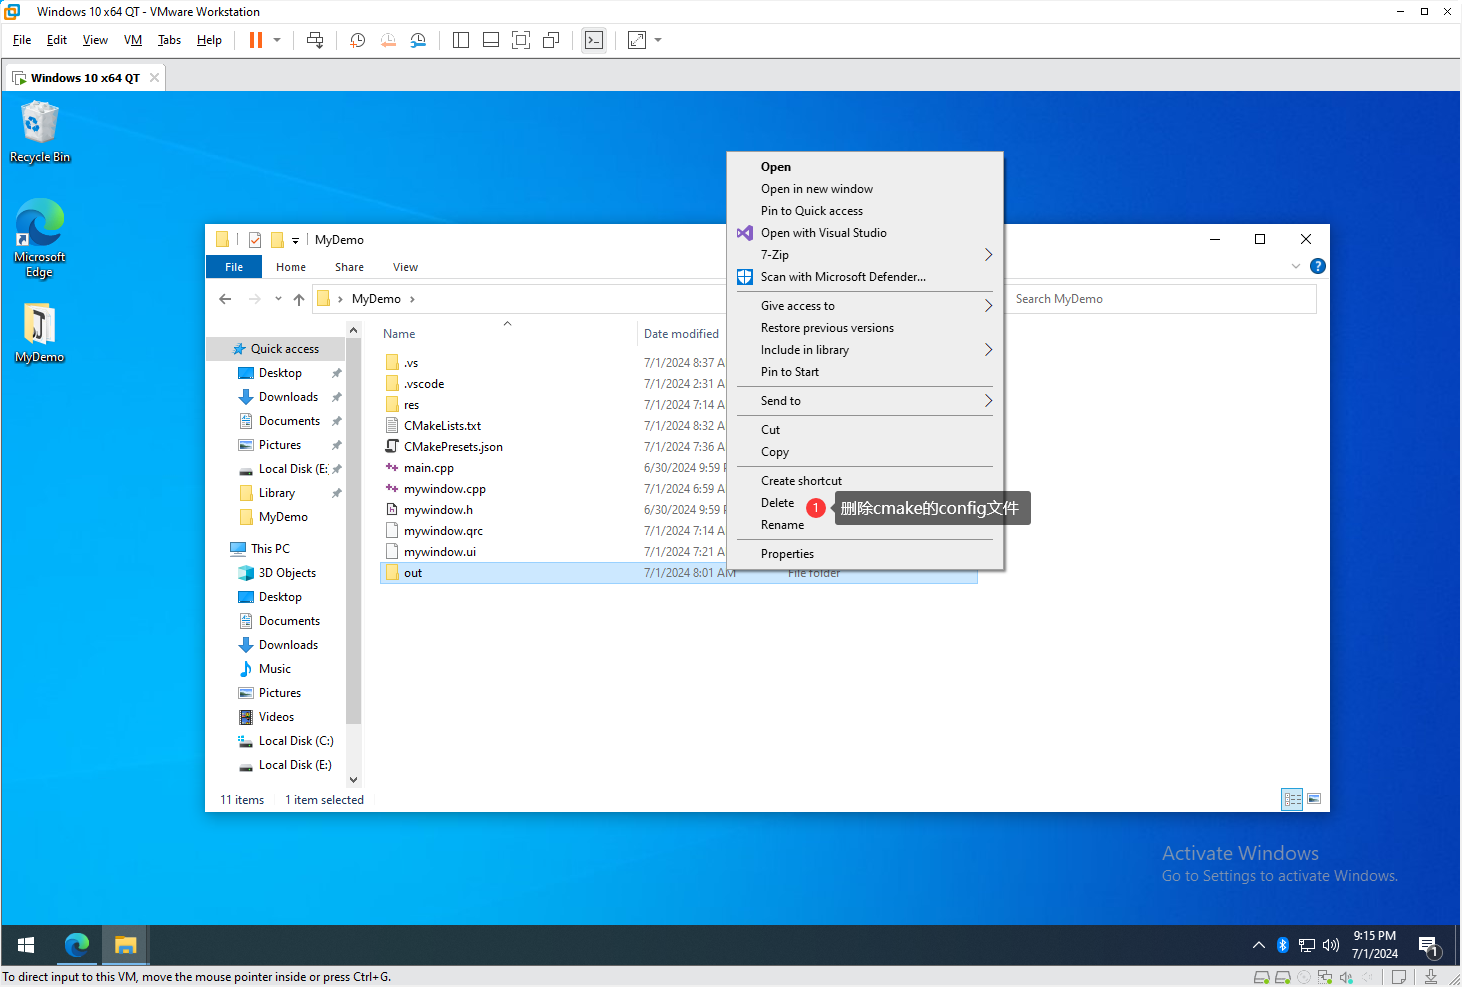 Windows 10 x64 QT - VMware Workstation
File Edit View VM Tabs Help
Windows 10 x64 QT
Recycle Bin
Microsoft Edge
MyDemo
MyDemo
File Home Share View
MyDemo
Search MyDemo
Name Date modified
Quick access
Desktop
Downloads
Documents
Pictures
Local Disk (E:
Library
MyDemo
This PC
3D Objects
Desktop
Documents
Downloads
Music
Pictures
Videos
Local Disk (C:)
Local Disk (E:)
.vs 7/1/2024 8:37 A
.vscode 7/1/2024 2:31 A
res 7/1/2024 7:14 A
CMakeLists.txt 7/1/2024 8:32 A
CMakePresets.json 7/1/2024 7:36 A
main.cpp 6/30/2024 9:59 P
mywindow.cpp 7/1/2024 6:59 A
mywindow.h 6/30/2024 9:59 P
mywindow.qrc 7/1/2024 7:14 A
mywindow.ui 7/1/2024 7:21 A
out 7/1/2024 8:01 AM File folder
Open
Open in new window
Pin to Quick access
Open with Visual Studio
7-Zip
Scan with Microsoft Defender...
Give access to
Restore previous versions
Include in library
Pin to Start
Send to
Cut
Copy
Create shortcut
Delete
1 删除cmake的config文件
Rename
Properties
11 items 1 item selected
Activate Windows
Go to Settings to activate Windows.
9:15 PM
7/1/2024
1
To direct input to this VM, move the mouse pointer inside or press Ctrl+G.